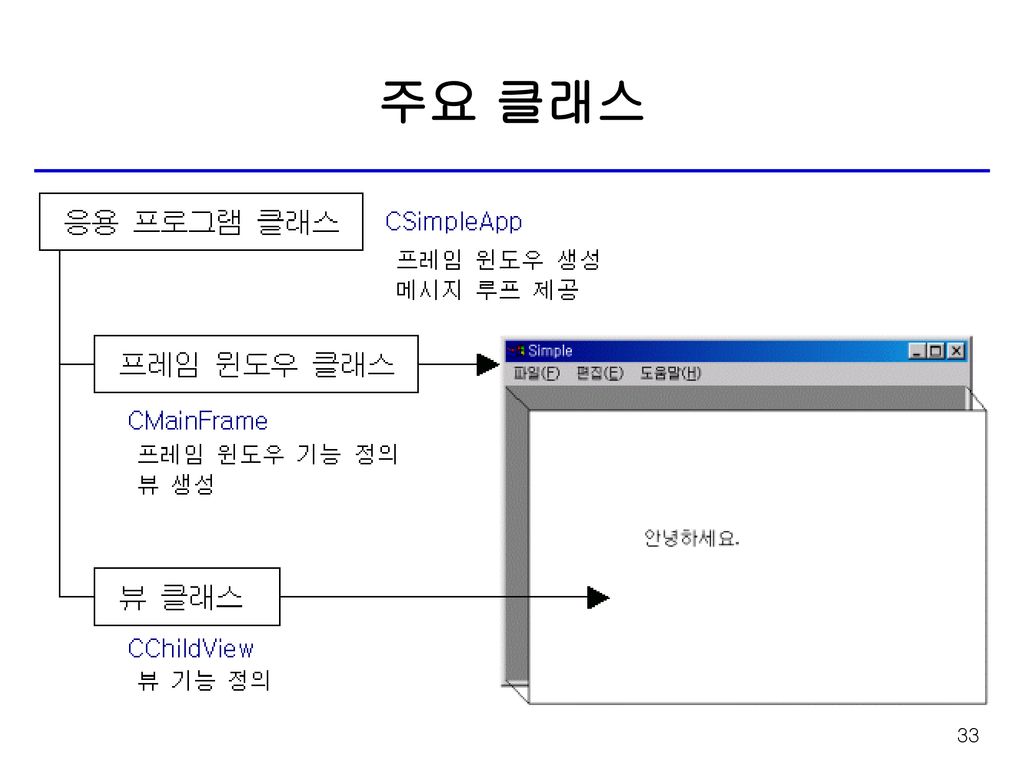 주요 클래스
응용 프로그램 클래스
CSimpleApp
프레임 윈도우 생성
메시지 루프 제공
프레임 윈도우 클래스
CMainFrame
프레임 윈도우 기능 정의
뷰 생성
Simple
파일(F) 편집(E) 도움말(H)
안녕하세요.
뷰 클래스
CChildView
뷰 기능 정의
33